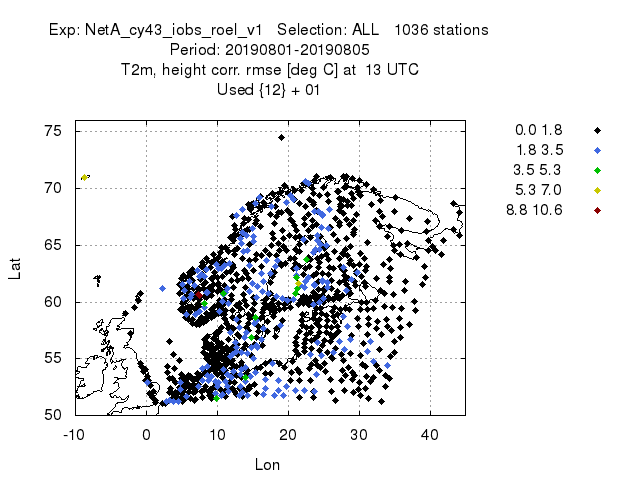 Exp: NetA_cy43_iobs_roel_v1   Selection: ALL   1036 stations
Period: 20190801-20190805
T2m, height corr. rmse [deg C] at  13 UTC
Used {12} + 01
0.0 1.8
1.8 3.5
3.5 5.3
5.3 7.0
8.8 10.6
75
70
65
60
55
50
Lat
-10 0 10 20 30 40
Lon